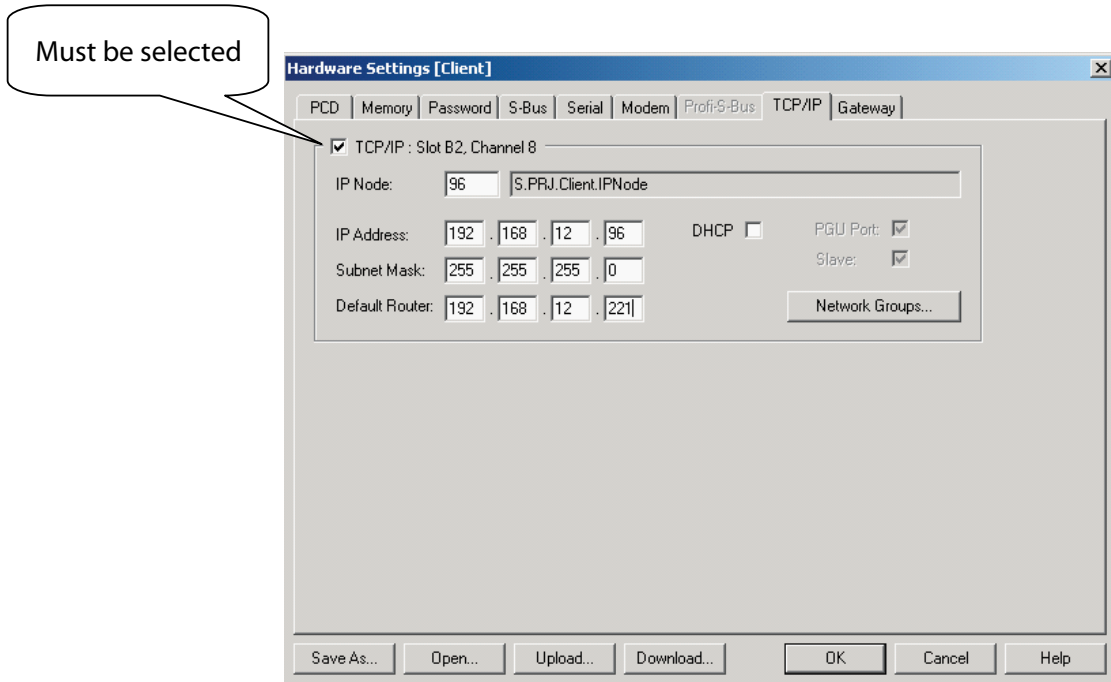 Must be selected
Hardware Settings [Client]
PCD Memory Password S-Bus Serial Modem Profi-S-Bus TCP/IP Gateway
TCP/IP : Slot B2, Channel 8
IP Node: 96 S.PRJ.Client.IPNode
IP Address: 192 . 168 . 12 . 96 DHCP PGU Port:
Subnet Mask: 255 . 255 . 255 . 0 Slave:
Default Router: 192 . 168 . 12 . 221 Network Groups...
Save As... Open... Upload... Download... OK Cancel Help